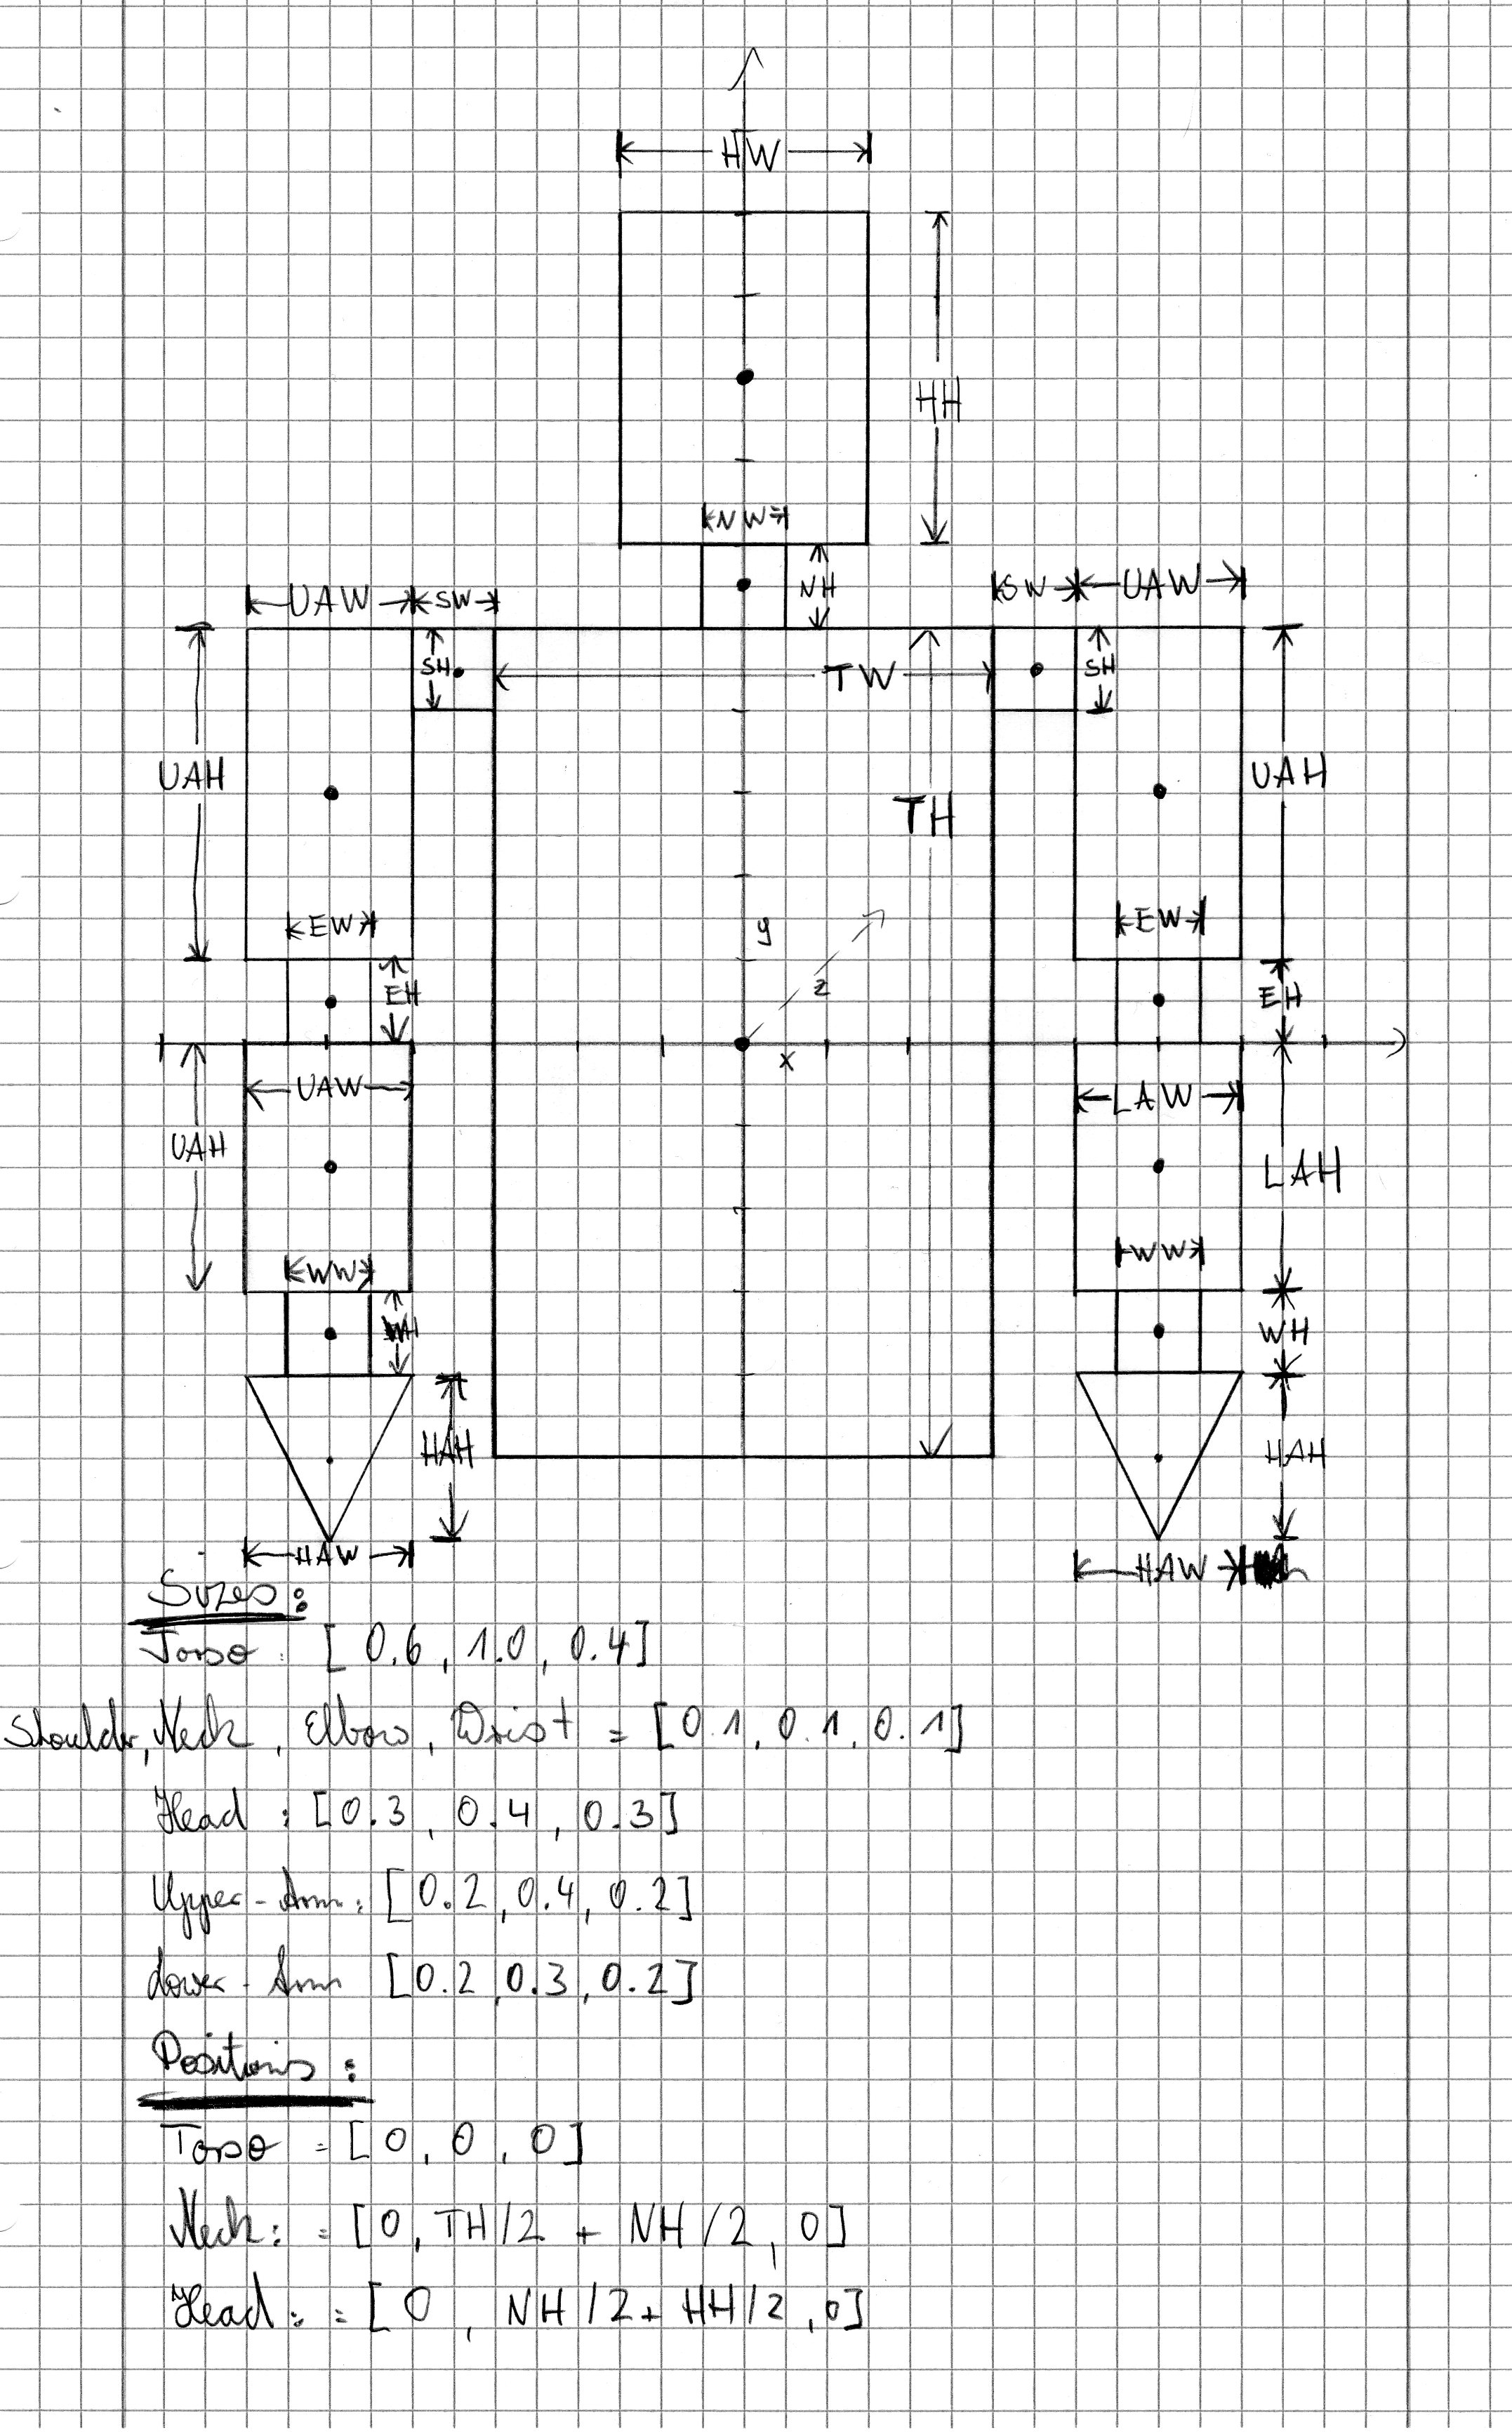 HW
HH
NW
NH
UAW SW
SW UAW
SH
TW
SH
UAH
UAH
TH
EW
EW
y
EH
z
EH
x
UAW
LAW
UAH
LAH
WW
WW
WH
HAH
HAH
HAW
HAW
Sizes:
Torso : [0.6, 1.0, 0.4]
Shoulder, Neck, Elbow, Wrist = [0.1, 0.1, 0.1]
Head : [0.3, 0.4, 0.3]
Upper-Arm: [0.2, 0.4, 0.2]
Lower-Arm [0.2, 0.3, 0.2]
Positions:
Torso = [0, 0, 0]
Neck: = [0, TH/2 + NH/2, 0]
Head: = [0, NH/2 + HH/2, 0]